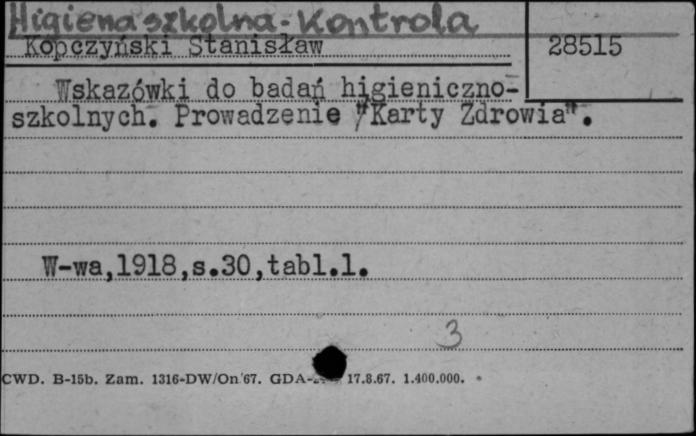 Higiena szkolna - Kontrola
Kopczyński Stanisław
28515
Wskazówki do badań higieniczno-
szkolnych. Prowadzenie "Karty Zdrowia".
W-wa,1918,s.30,tabl.1.
3
CWD. B-15b. Zam. 1316-DW/On 67. GDA- 17.8.67. 1.400.000.